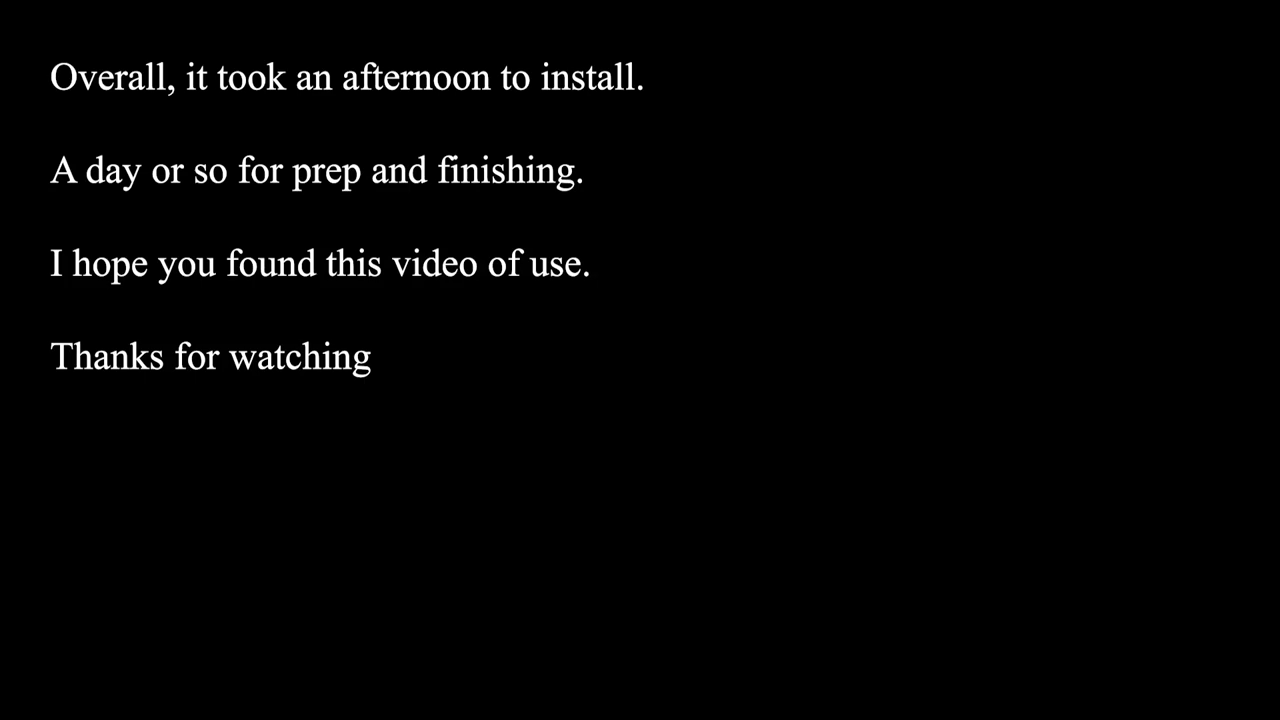 Overall, it took an afternoon to install.
A day or so for prep and finishing.
I hope you found this video of use.
Thanks for watching